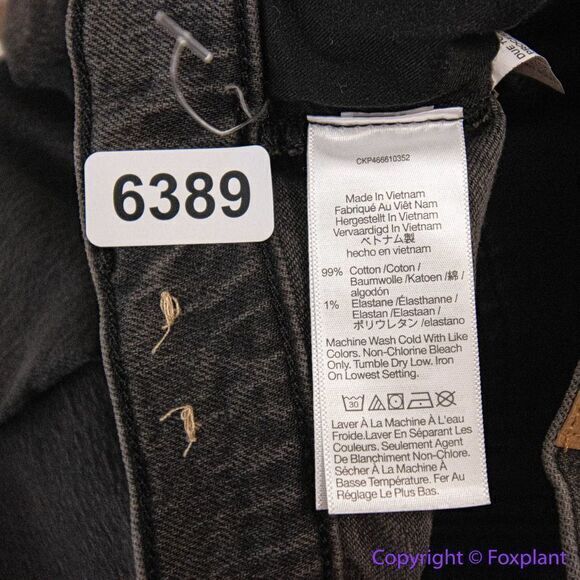 DUE
CKP466610352
6389
Made In Vietnam
Fabriqué Au Viêt Nam
Hergestellt In Vietnam
Vervaardigd In Vietnam
ベトナム製
hecho en vietnam
99% Cotton /Coton /
Baumwolle /Katoen /綿 /
algodón
1% Elastane /Élasthanne /
Elastan /Elastaan /
ポリウレタン /elastano
Machine Wash Cold With Like
Colors. Non-Chlorine Bleach
Only. Tumble Dry Low. Iron
On Lowest Setting.
30
Laver À La Machine À L'eau
Froide.Laver En Séparant Les
Couleurs. Seulement Agent
De Blanchiment Non-Chloré.
Sécher À La Machine À
Basse Température. Fer Au
Réglage Le Plus Bas.
Copyright © Foxplant